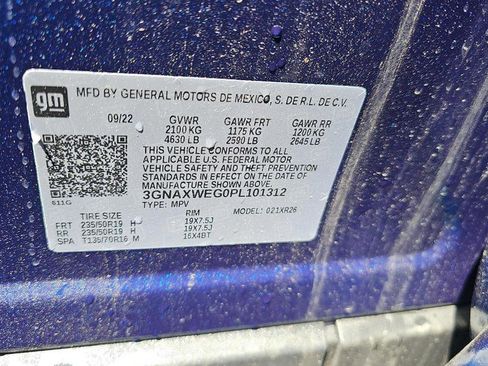 gm
MFD BY GENERAL MOTORS DE MEXICO, S. DE R.L. DE C.V.
09/22 GVWR GAWR FRT GAWR RR
2100 KG 1175 KG 1200 KG
4630 LB 2590 LB 2645 LB
THIS VEHICLE CONFORMS TO ALL
APPLICABLE U.S. FEDERAL MOTOR
VEHICLE SAFETY AND THEFT PREVENTION
STANDARDS IN EFFECT ON THE DATE OF
MANUFACTURE SHOWN ABOVE.
3GNAXWEG0PL101312
611G
TYPE: MPV MODEL: 021XR26
TIRE SIZE RIM
FRT 235/50R19 H 19X7.5J
RR 235/50R19 H 19X7.5J
SPA T135/70R16 M 16X4BT